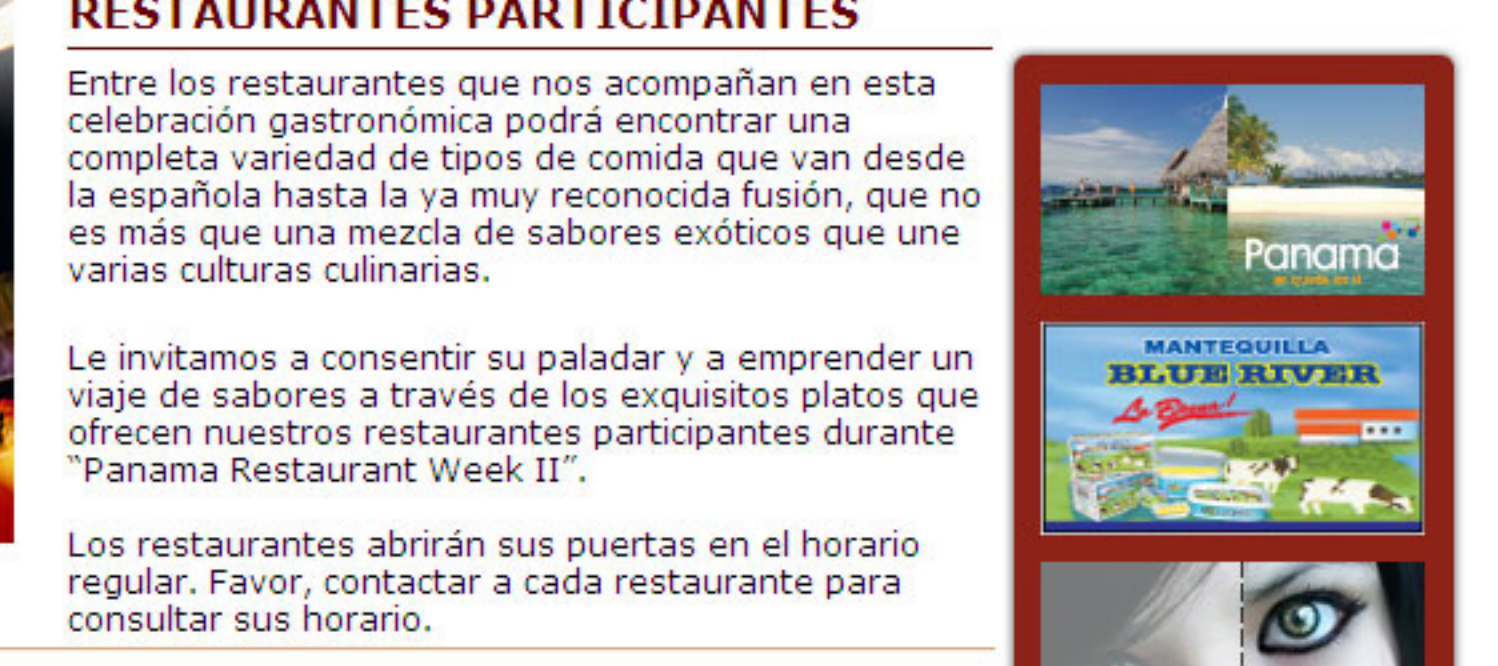 RESTAURANTES PARTICIPANTES
Entre los restaurantes que nos acompañan en esta
celebración gastronómica podrá encontrar una
completa variedad de tipos de comida que van desde
la española hasta la ya muy reconocida fusión, que no
es más que una mezcla de sabores exóticos que une
varias culturas culinarias.
Le invitamos a consentir su paladar y a emprender un
viaje de sabores a través de los exquisitos platos que
ofrecen nuestros restaurantes participantes durante
“Panama Restaurant Week II”.
Los restaurantes abrirán sus puertas en el horario
regular. Favor, contactar a cada restaurante para
consultar sus horario.
Panama
MANTEQUILLA
BLUE RIVER